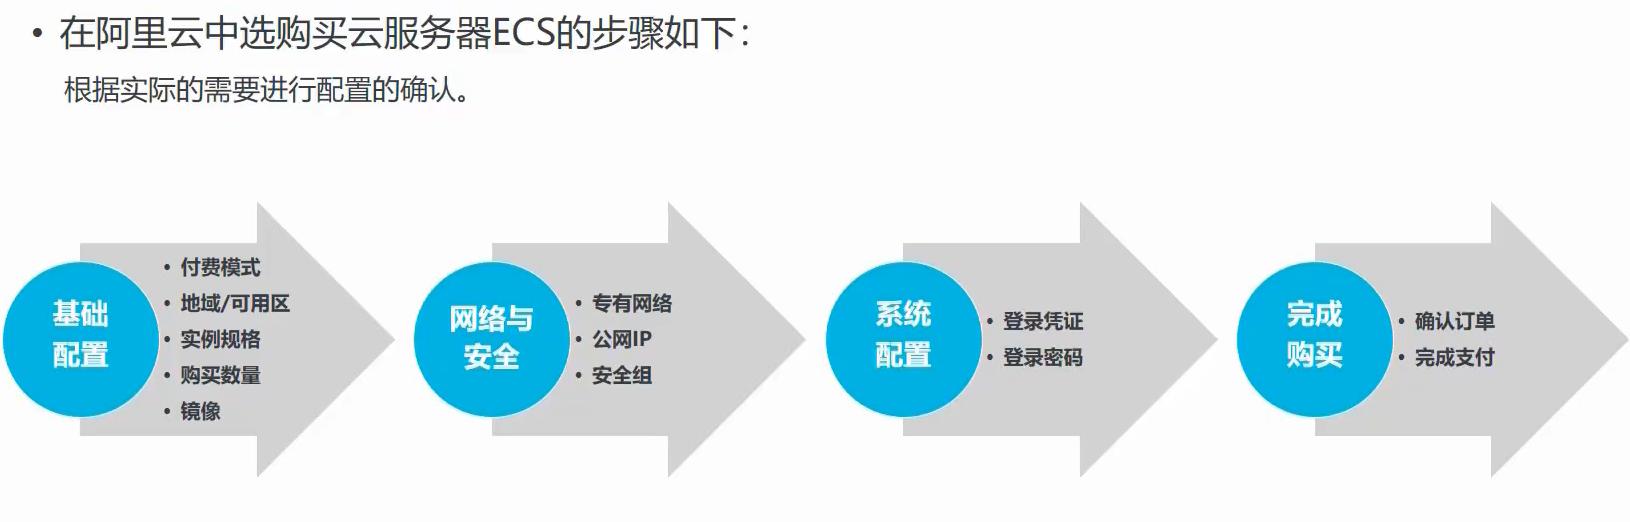 • 在阿里云中选购买云服务器ECS的步骤如下：
根据实际的需要进行配置的确认。
基础
配置
• 付费模式
• 地域/可用区
• 实例规格
• 购买数量
• 镜像
网络与
安全
• 专有网络
• 公网IP
• 安全组
系统
配置
• 登录凭证
• 登录密码
完成
购买
• 确认订单
• 完成支付